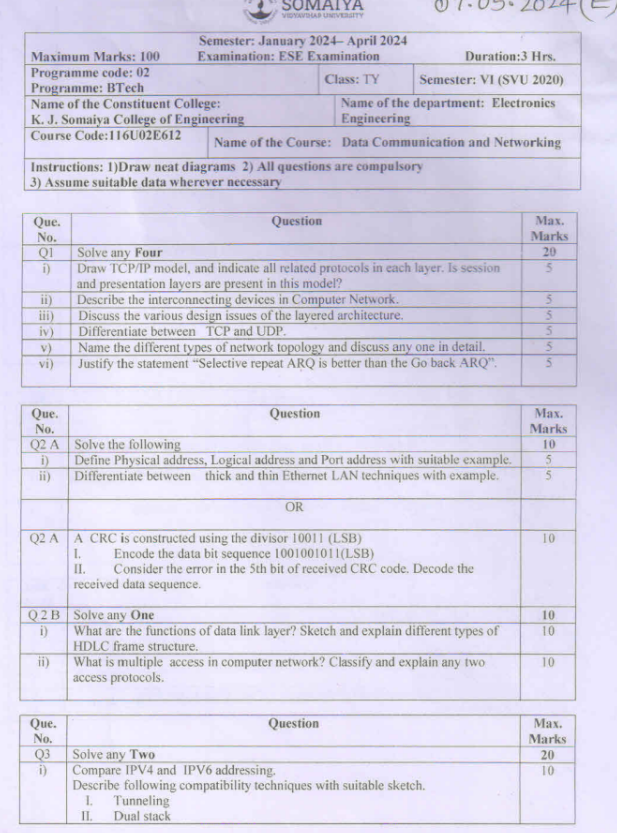 SOMAIYA
VIDYAVIHAR UNIVERSITY
07.05.2024(E)
Semester: January 2024– April 2024
Maximum Marks: 100 Examination: ESE Examination Duration:3 Hrs.
Programme code: 02
Programme: BTech
Class: TY
Semester: VI (SVU 2020)
Name of the Constituent College:
K. J. Somaiya College of Engineering
Name of the department: Electronics
Engineering
Course Code:116U02E612
Name of the Course: Data Communication and Networking
Instructions: 1)Draw neat diagrams 2) All questions are compulsory
3) Assume suitable data wherever necessary
Que. No. Question Max. Marks
Q1 Solve any Four 20
i) Draw TCP/IP model, and indicate all related protocols in each layer. Is session 5
and presentation layers are present in this model?
ii) Describe the interconnecting devices in Computer Network. 5
iii) Discuss the various design issues of the layered architecture. 5
iv) Differentiate between TCP and UDP. 5
v) Name the different types of network topology and discuss any one in detail. 5
vi) Justify the statement “Selective repeat ARQ is better than the Go back ARQ”. 5
Que. No. Question Max. Marks
Q2 A Solve the following 10
i) Define Physical address, Logical address and Port address with suitable example. 5
ii) Differentiate between thick and thin Ethernet LAN techniques with example. 5
OR
Q2 A A CRC is constructed using the divisor 10011 (LSB) 10
I. Encode the data bit sequence 1001001011(LSB)
II. Consider the error in the 5th bit of received CRC code. Decode the
received data sequence.
Q 2 B Solve any One 10
i) What are the functions of data link layer? Sketch and explain different types of 10
HDLC frame structure.
ii) What is multiple access in computer network? Classify and explain any two 10
access protocols.
Que. No. Question Max. Marks
Q3 Solve any Two 20
i) Compare IPV4 and IPV6 addressing. 10
Describe following compatibility techniques with suitable sketch.
I. Tunneling
II. Dual stack